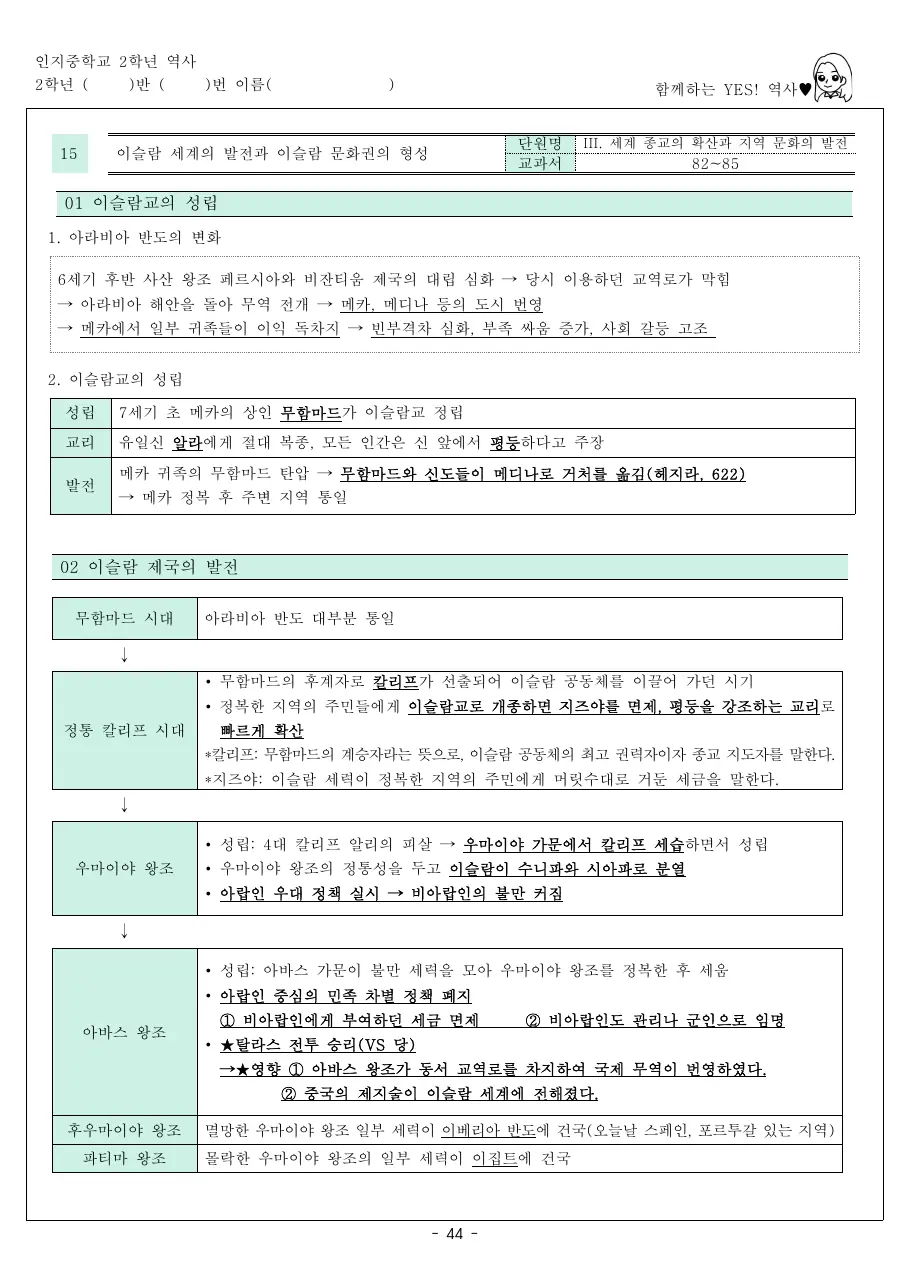 인지중학교 2학년 역사
2학년 (    )반 (    )번 이름(            )
함께하는 YES! 역사♥
15
이슬람 세계의 발전과 이슬람 문화권의 형성
단원명
III. 세계 종교의 확산과 지역 문화의 발전
교과서
82~85
01 이슬람교의 성립
1. 아라비아 반도의 변화
6세기 후반 사산 왕조 페르시아와 비잔티움 제국의 대립 심화 → 당시 이용하던 교역로가 막힘
→ 아라비아 해안을 돌아 무역 전개 → 메카, 메디나 등의 도시 번영
→ 메카에서 일부 귀족들이 이익 독차지 → 빈부격차 심화, 부족 싸움 증가, 사회 갈등 고조
2. 이슬람교의 성립
성립
7세기 초 메카의 상인 무함마드가 이슬람교 정립
교리
유일신 알라에게 절대 복종, 모든 인간은 신 앞에서 평등하다고 주장
발전
메카 귀족의 무함마드 탄압 → 무함마드와 신도들이 메디나로 거처를 옮김(헤지라, 622)
→ 메카 정복 후 주변 지역 통일
02 이슬람 제국의 발전
무함마드 시대
아라비아 반도 대부분 통일
↓
정통 칼리프 시대
• 무함마드의 후계자로 칼리프가 선출되어 이슬람 공동체를 이끌어 가던 시기
• 정복한 지역의 주민들에게 이슬람교로 개종하면 지즈야를 면제, 평등을 강조하는 교리로
빠르게 확산
*칼리프: 무함마드의 계승자라는 뜻으로, 이슬람 공동체의 최고 권력자이자 종교 지도자를 말한다.
*지즈야: 이슬람 세력이 정복한 지역의 주민에게 머릿수대로 거둔 세금을 말한다.
↓
우마이야 왕조
• 성립: 4대 칼리프 알리의 피살 → 우마이야 가문에서 칼리프 세습하면서 성립
• 우마이야 왕조의 정통성을 두고 이슬람이 수니파와 시아파로 분열
• 아랍인 우대 정책 실시 → 비아랍인의 불만 커짐
↓
아바스 왕조
• 성립: 아바스 가문이 불만 세력을 모아 우마이야 왕조를 정복한 후 세움
• 아랍인 중심의 민족 차별 정책 폐지
① 비아랍인에게 부여하던 세금 면제 ② 비아랍인도 관리나 군인으로 임명
• ★탈라스 전투 승리(VS 당)
→★영향 ① 아바스 왕조가 동서 교역로를 차지하여 국제 무역이 번영하였다.
② 중국의 제지술이 이슬람 세계에 전해졌다.
후우마이야 왕조
멸망한 우마이야 왕조 일부 세력이 이베리아 반도에 건국(오늘날 스페인, 포르투갈 있는 지역)
파티마 왕조
몰락한 우마이야 왕조의 일부 세력이 이집트에 건국
- 44 -